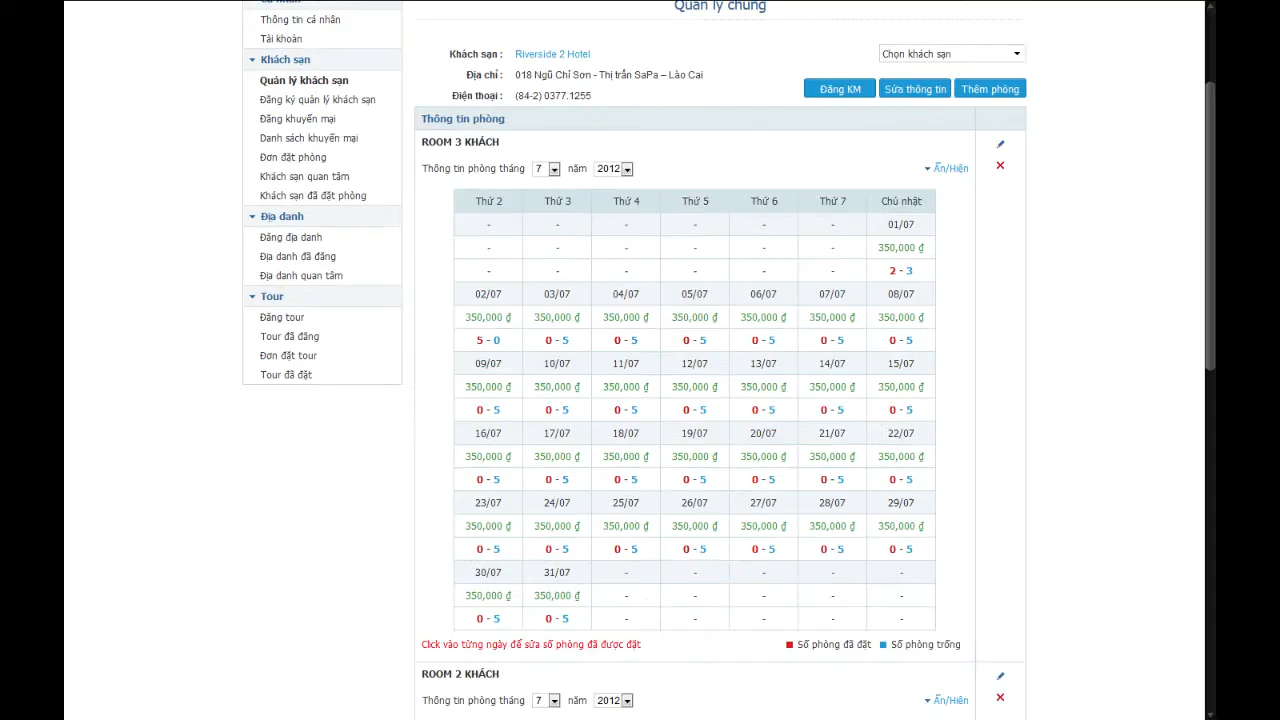 Cá nhân
Thông tin cá nhân
Tài khoản
Khách sạn
Quản lý khách sạn
Đăng ký quản lý khách sạn
Đăng khuyến mại
Danh sách khuyến mại
Đơn đặt phòng
Khách sạn quan tâm
Khách sạn đã đặt phòng
Địa danh
Đăng địa danh
Địa danh đã đăng
Địa danh quan tâm
Tour
Đăng tour
Tour đã đăng
Đơn đặt tour
Tour đã đặt
Quản lý chung
Khách sạn : Riverside 2 Hotel
Chọn khách sạn
Địa chỉ : 018 Ngũ Chỉ Sơn - Thị trấn SaPa – Lào Cai
Điện thoại : (84-2) 0377.1255
Đăng KM Sửa thông tin Thêm phòng
Thông tin phòng
ROOM 3 KHÁCH
Thông tin phòng tháng 7 năm 2012 Ẩn/Hiện
Thứ 2 Thứ 3 Thứ 4 Thứ 5 Thứ 6 Thứ 7 Chủ nhật
- - - - - - 01/07
- - - - - - 350,000 ₫
- - - - - - 2 - 3
02/07 03/07 04/07 05/07 06/07 07/07 08/07
350,000 ₫ 350,000 ₫ 350,000 ₫ 350,000 ₫ 350,000 ₫ 350,000 ₫ 350,000 ₫
5 - 0 0 - 5 0 - 5 0 - 5 0 - 5 0 - 5 0 - 5
09/07 10/07 11/07 12/07 13/07 14/07 15/07
350,000 ₫ 350,000 ₫ 350,000 ₫ 350,000 ₫ 350,000 ₫ 350,000 ₫ 350,000 ₫
0 - 5 0 - 5 0 - 5 0 - 5 0 - 5 0 - 5 0 - 5
16/07 17/07 18/07 19/07 20/07 21/07 22/07
350,000 ₫ 350,000 ₫ 350,000 ₫ 350,000 ₫ 350,000 ₫ 350,000 ₫ 350,000 ₫
0 - 5 0 - 5 0 - 5 0 - 5 0 - 5 0 - 5 0 - 5
23/07 24/07 25/07 26/07 27/07 28/07 29/07
350,000 ₫ 350,000 ₫ 350,000 ₫ 350,000 ₫ 350,000 ₫ 350,000 ₫ 350,000 ₫
0 - 5 0 - 5 0 - 5 0 - 5 0 - 5 0 - 5 0 - 5
30/07 31/07 - - - - -
350,000 ₫ 350,000 ₫ - - - - -
0 - 5 0 - 5 - - - - -
Click vào từng ngày để sửa số phòng đã được đặt
Số phòng đã đặt Số phòng trống
ROOM 2 KHÁCH
Thông tin phòng tháng 7 năm 2012 Ẩn/Hiện